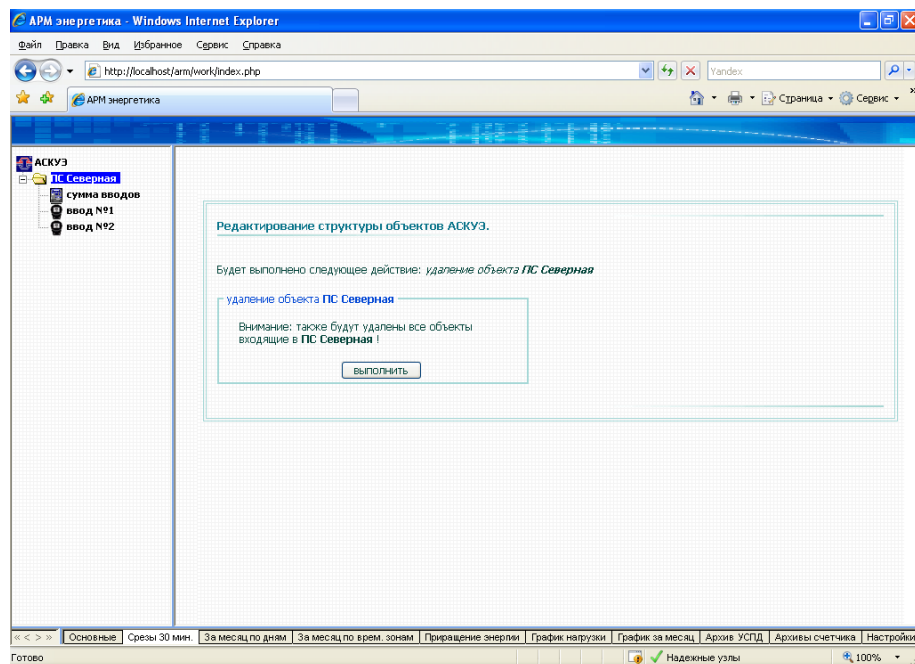 АРМ энергетика - Windows Internet Explorer
Файл Правка Вид Избранное Сервис Справка
http://localhost/arm/work/index.php Yandex
АРМ энергетика Страница Сервис
АСКУЭ
ПС Северная
сумма вводов
ввод №1
ввод №2
Редактирование структуры объектов АСКУЭ.
Будет выполнено следующее действие: удаление объекта ПС Северная
удаление объекта ПС Северная
Внимание: также будут удалены все объекты
входящие в ПС Северная !
выполнить
« < > » Основные Срезы 30 мин. За месяц по дням За месяц по врем. зонам Приращение энергии График нагрузки График за месяц Архив УСПД Архивы счетчика Настройки
Готово Надежные узлы 100%